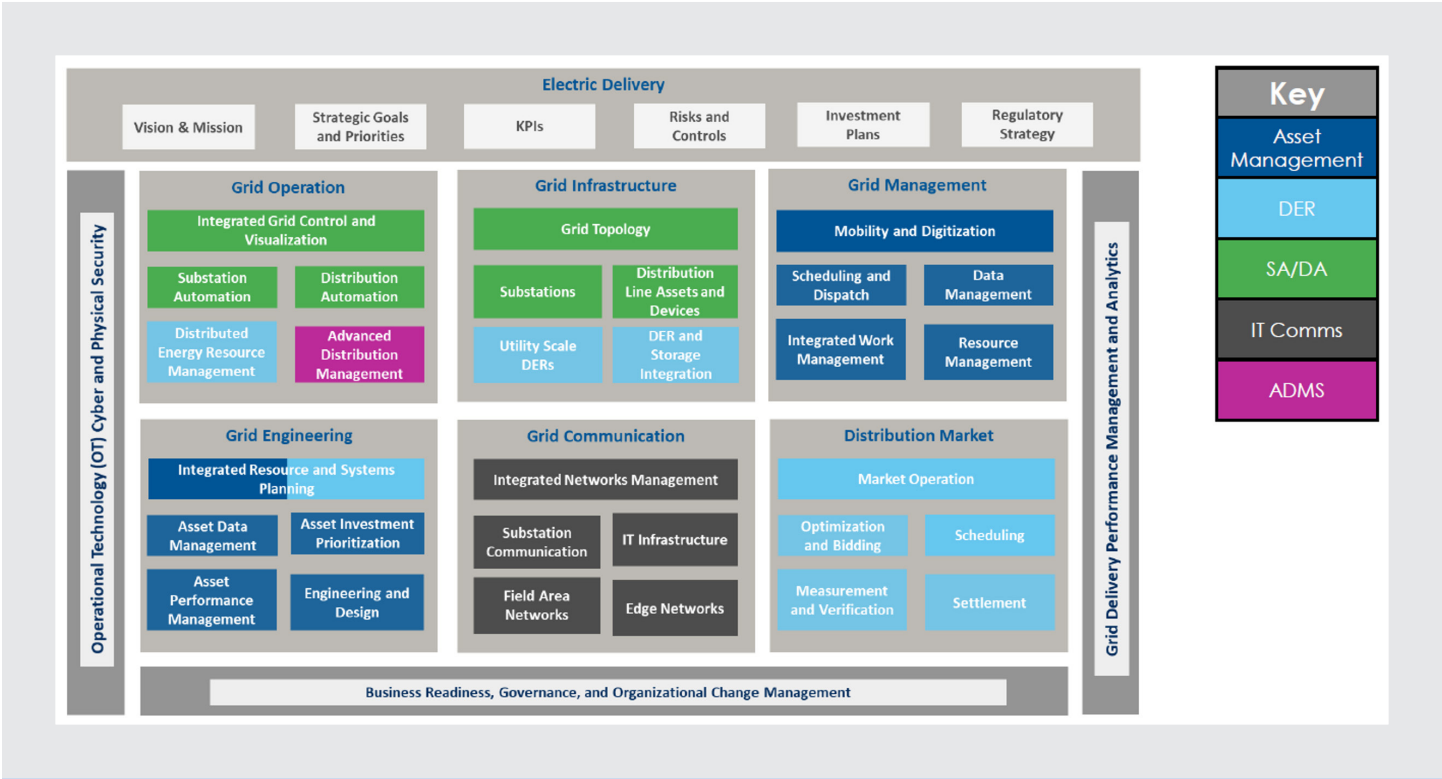 Electric Delivery
Vision & Mission
Strategic Goals
and Priorities
KPIs
Risks and
Controls
Investment
Plans
Regulatory
Strategy
Operational Technology (OT) Cyber and Physical Security
Grid Operation
Integrated Grid Control and
Visualization
Substation
Automation
Distribution
Automation
Distributed
Energy Resource
Management
Advanced
Distribution
Management
Grid Infrastructure
Grid Topology
Substations
Distribution
Line Assets and
Devices
Utility Scale
DERs
DER and
Storage
Integration
Grid Management
Mobility and Digitization
Scheduling and
Dispatch
Data
Management
Integrated Work
Management
Resource
Management
Grid Engineering
Integrated Resource and Systems
Planning
Asset Data
Management
Asset Investment
Prioritization
Asset
Performance
Management
Engineering and
Design
Grid Communication
Integrated Networks Management
Substation
Communication
IT Infrastructure
Field Area
Networks
Edge Networks
Distribution Market
Market Operation
Optimization
and Bidding
Scheduling
Measurement
and Verification
Settlement
Grid Delivery Performance Management and Analytics
Business Readiness, Governance, and Organizational Change Management
Key
Asset
Management
DER
SA/DA
IT Comms
ADMS